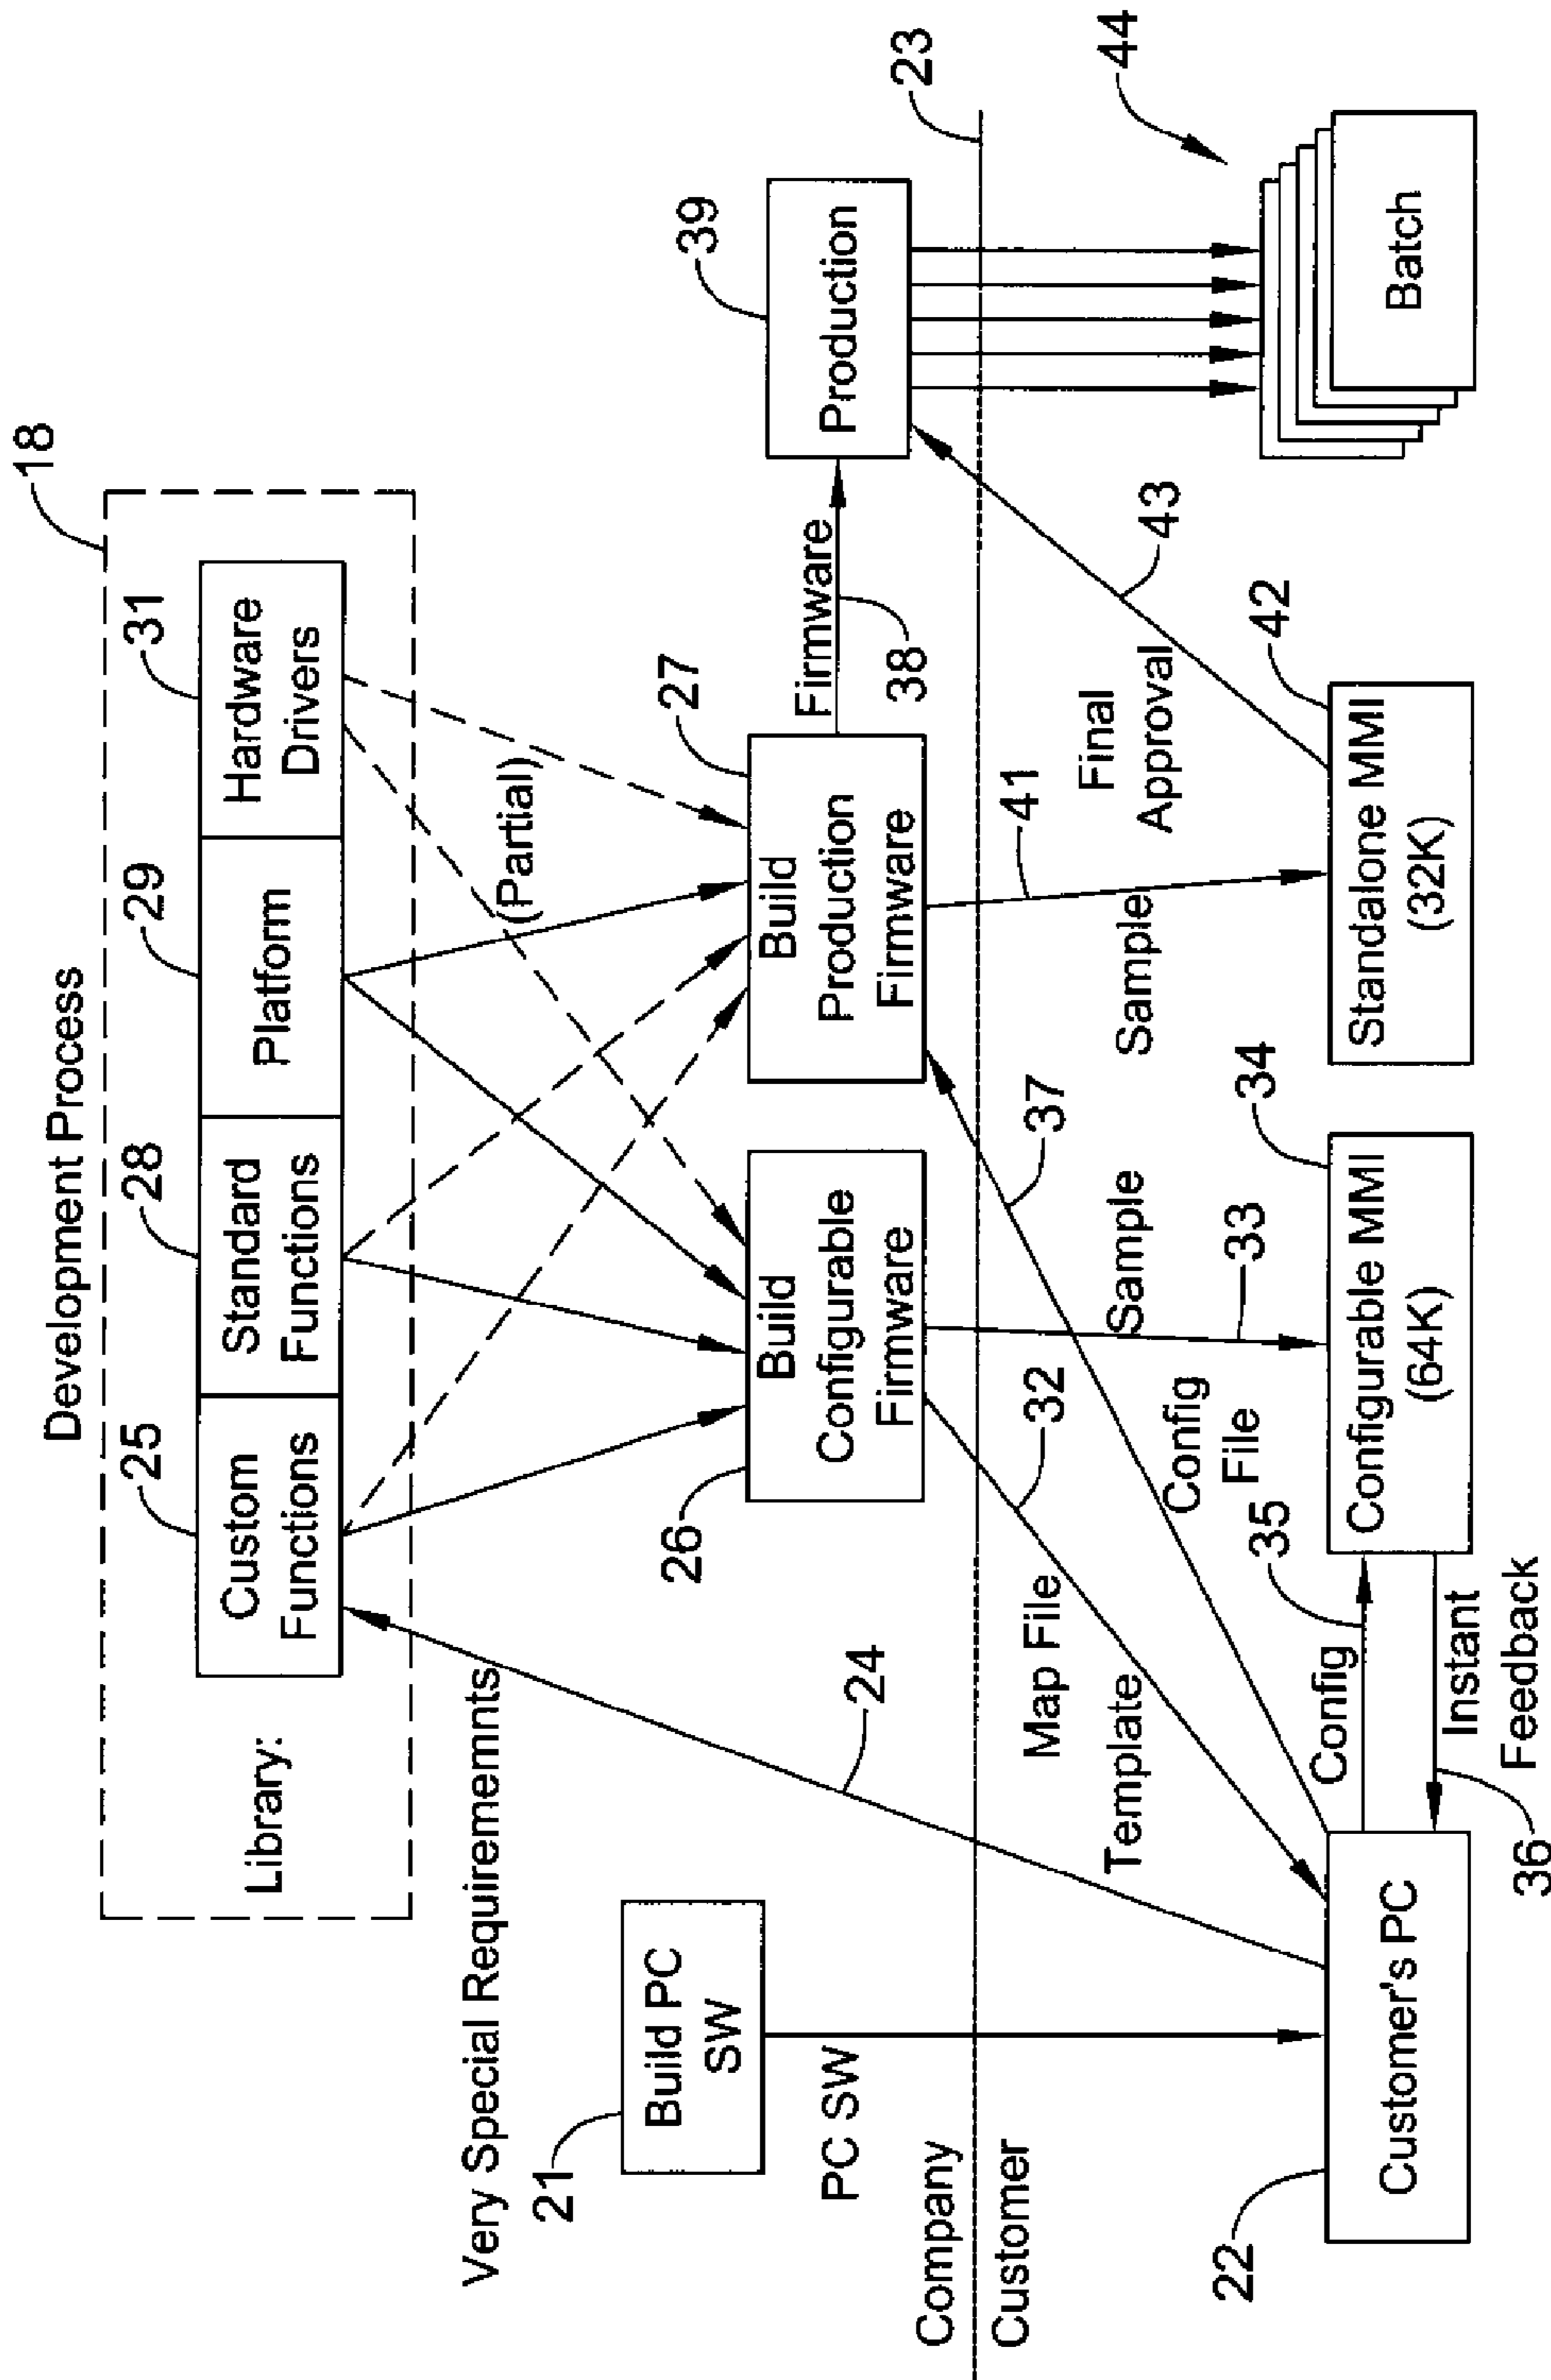 Development Process
18
25
28
29
31
Library:
Custom
Functions
Standard
Functions
Platform
Hardware
Drivers
Very Special Requirememnts
(Partial)
21
Build PC
SW
24
26
Build
Configurable
Firmware
27
Build
Production
Firmware
Firmware
38
39
Production
PC SW
Company
Customer
23
Map File
32
Template
37
Config
File
Sample
33
Sample
41
Final
Approval
43
44
22
Customer's PC
Config
35
Instant
Feedback
36
34
Configurable MMI
(64K)
42
Standalone MMI
(32K)
Batch